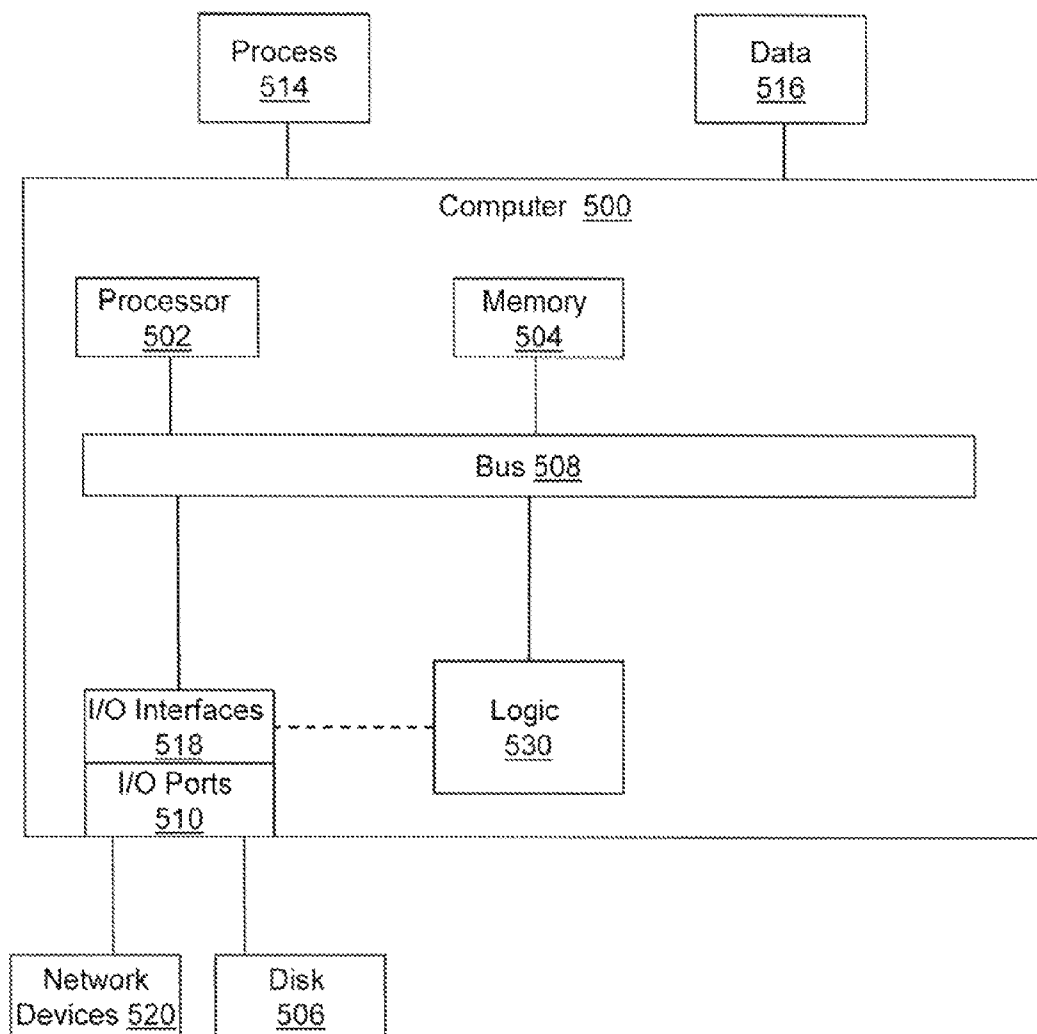 Process
514
Data
516
Computer 500
Processor
502
Memory
504
Bus 508
I/O Interfaces
518
Logic
530
I/O Ports
510
Network
Devices 520
Disk
506